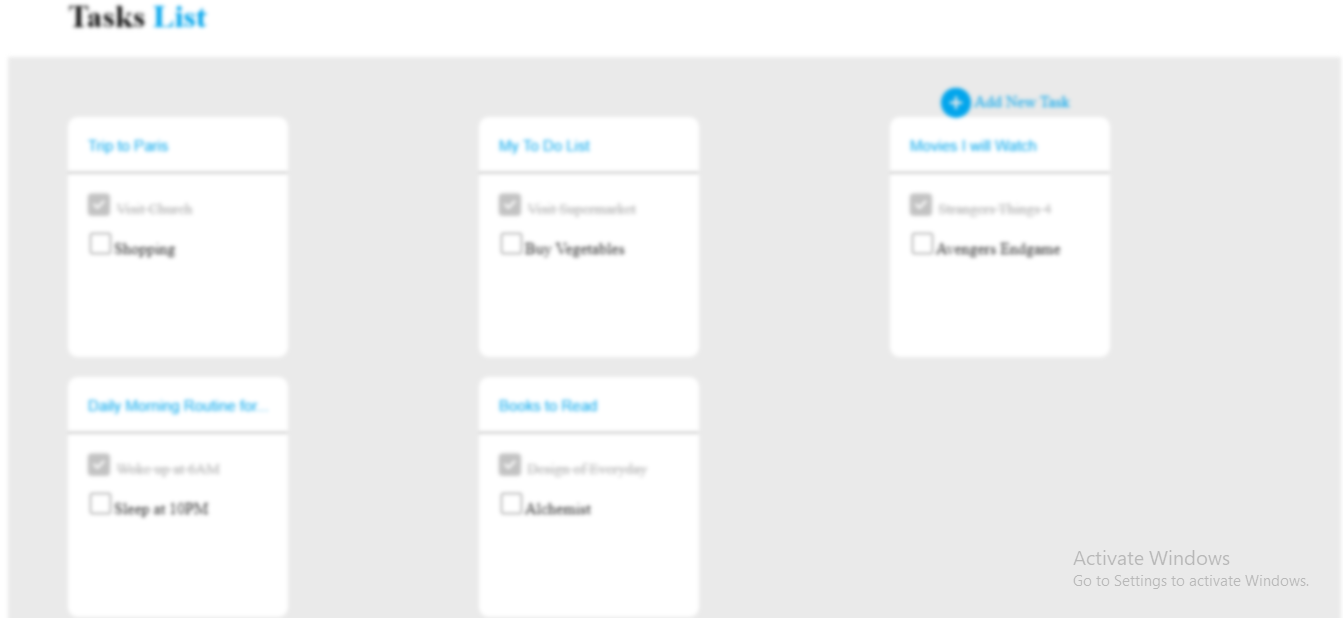 Tasks List
Add New Task
Trip to Paris
Visit Church
Shopping
My To Do List
Visit Supermarket
Buy Vegetables
Movies I will Watch
Strangers Things 4
Avengers Endgame
Daily Morning Routine for...
Woke up at 6AM
Sleep at 10PM
Books to Read
Design of Everyday
Alchemist
Activate Windows
Go to Settings to activate Windows.